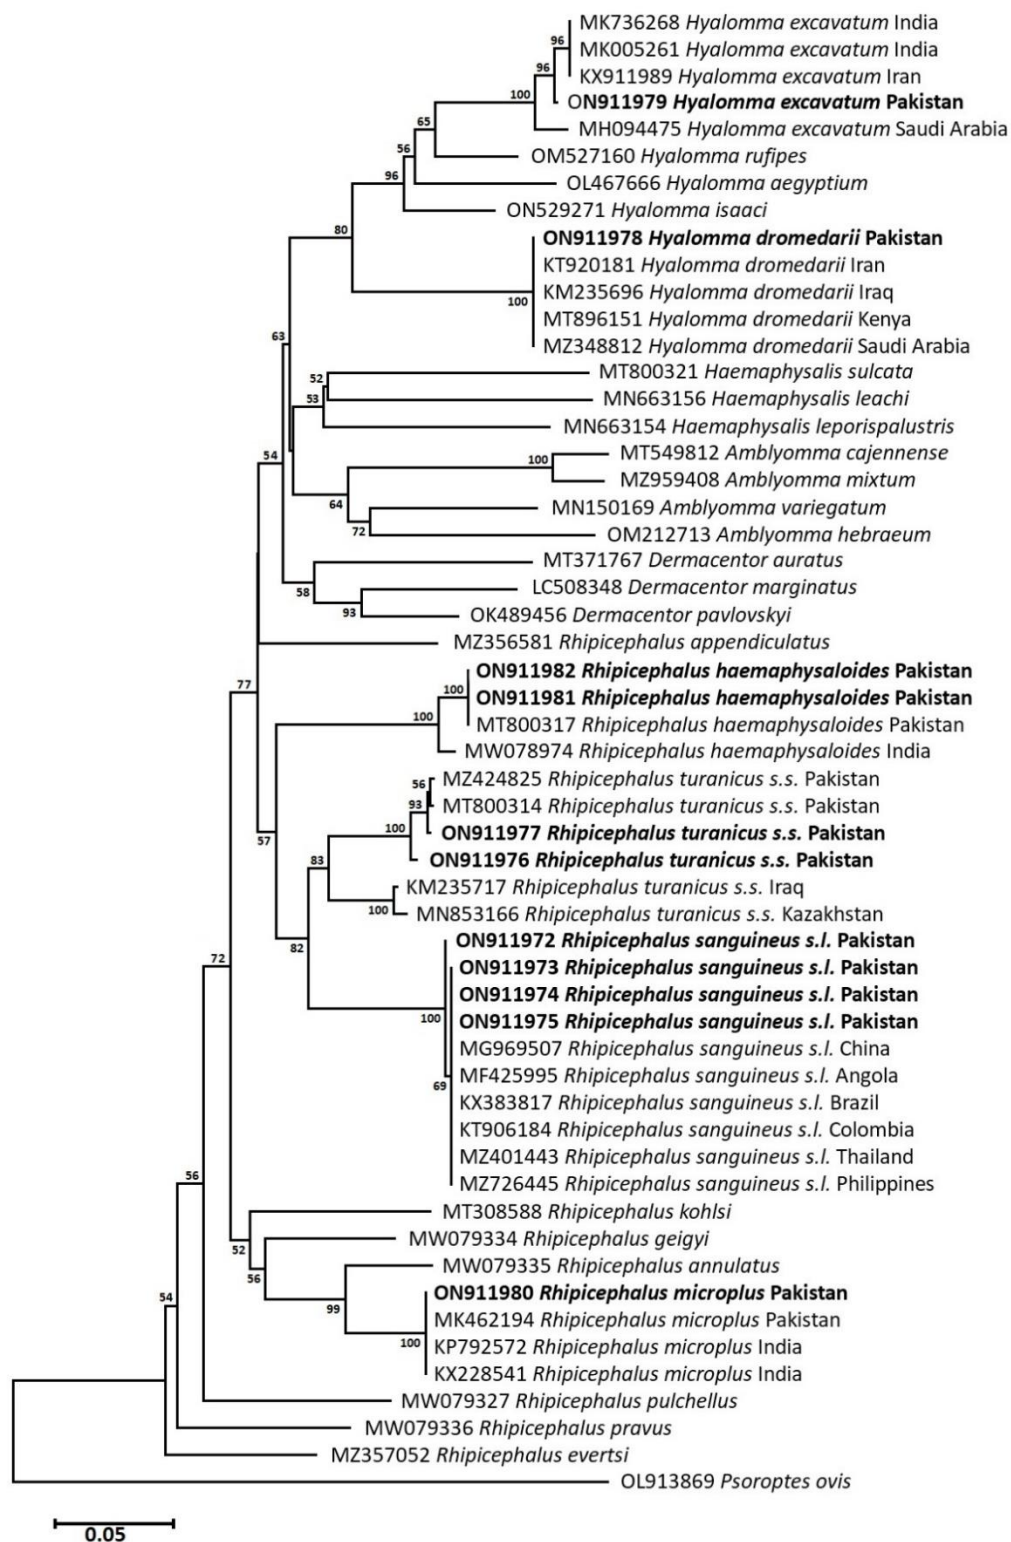 MK736268 Hyalomma excavatum India
96
MK005261 Hyalomma excavatum India
96
KX911989 Hyalomma excavatum Iran
100
ON911979 Hyalomma excavatum Pakistan
65
MH094475 Hyalomma excavatum Saudi Arabia
56
OM527160 Hyalomma rufipes
96
OL467666 Hyalomma aegyptium
ON529271 Hyalomma isaaci
80
ON911978 Hyalomma dromedarii Pakistan
KT920181 Hyalomma dromedarii Iran
KM235696 Hyalomma dromedarii Iraq
100
MT896151 Hyalomma dromedarii Kenya
63
MZ348812 Hyalomma dromedarii Saudi Arabia
52
MT800321 Haemaphysalis sulcata
53
MN663156 Haemaphysalis leachi
MN663154 Haemaphysalis leporispalustris
54
100
MT549812 Amblyomma cajennense
MZ959408 Amblyomma mixtum
64
MN150169 Amblyomma variegatum
72
OM212713 Amblyomma hebraeum
MT371767 Dermacentor auratus
58
LC508348 Dermacentor marginatus
93
OK489456 Dermacentor pavlovskyi
MZ356581 Rhipicephalus appendiculatus
77
ON911982 Rhipicephalus haemaphysaloides Pakistan
100
ON911981 Rhipicephalus haemaphysaloides Pakistan
100
MT800317 Rhipicephalus haemaphysaloides Pakistan
MW078974 Rhipicephalus haemaphysaloides India
56
MZ424825 Rhipicephalus turanicus s.s. Pakistan
93
MT800314 Rhipicephalus turanicus s.s. Pakistan
57
100
ON911977 Rhipicephalus turanicus s.s. Pakistan
83
ON911976 Rhipicephalus turanicus s.s. Pakistan
KM235717 Rhipicephalus turanicus s.s. Iraq
100
MN853166 Rhipicephalus turanicus s.s. Kazakhstan
82
ON911972 Rhipicephalus sanguineus s.l. Pakistan
72
ON911973 Rhipicephalus sanguineus s.l. Pakistan
ON911974 Rhipicephalus sanguineus s.l. Pakistan
100
ON911975 Rhipicephalus sanguineus s.l. Pakistan
MG969507 Rhipicephalus sanguineus s.l. China
69
MF425995 Rhipicephalus sanguineus s.l. Angola
KX383817 Rhipicephalus sanguineus s.l. Brazil
KT906184 Rhipicephalus sanguineus s.l. Colombia
MZ401443 Rhipicephalus sanguineus s.l. Thailand
56
MZ726445 Rhipicephalus sanguineus s.l. Philippines
MT308588 Rhipicephalus kohlsi
52
MW079334 Rhipicephalus geigyi
56
MW079335 Rhipicephalus annulatus
54
99
ON911980 Rhipicephalus microplus Pakistan
MK462194 Rhipicephalus microplus Pakistan
100
KP792572 Rhipicephalus microplus India
KX228541 Rhipicephalus microplus India
MW079327 Rhipicephalus pulchellus
MW079336 Rhipicephalus pravus
MZ357052 Rhipicephalus evertsi
OL913869 Psoroptes ovis
0.05